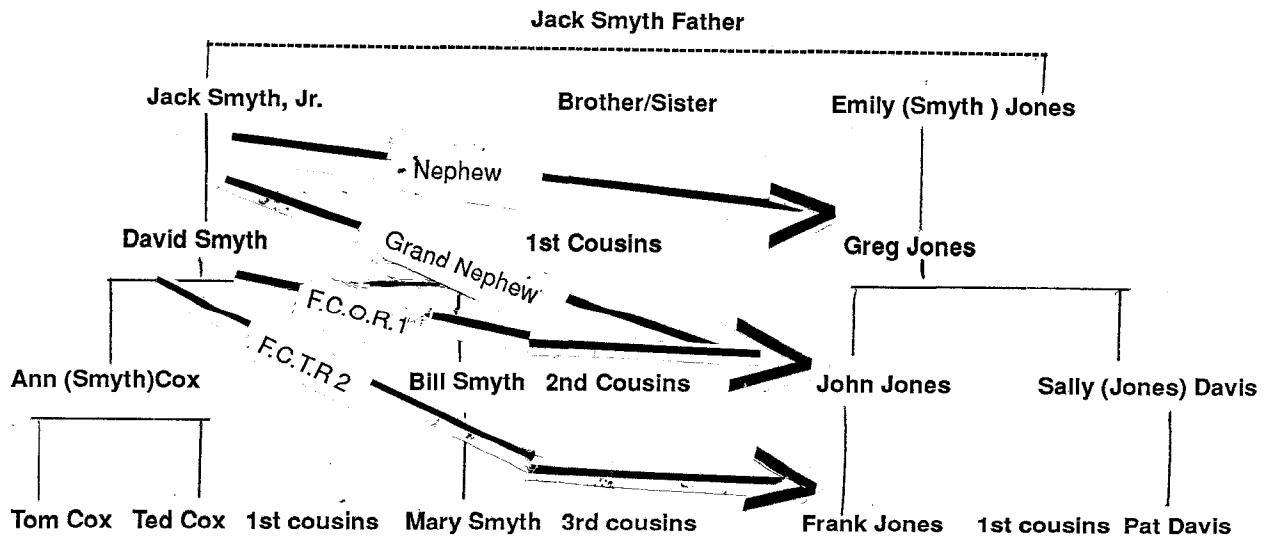 Jack Smyth Father
Jack Smyth, Jr. Brother/Sister Emily (Smyth ) Jones
Nephew
David Smyth 1st Cousins Greg Jones
Grand Nephew
F.C.O.R.1
F.C.T.R 2
Ann (Smyth)Cox Bill Smyth 2nd Cousins John Jones Sally (Jones) Davis
Tom Cox Ted Cox 1st cousins Mary Smyth 3rd cousins Frank Jones 1st cousins Pat Davis